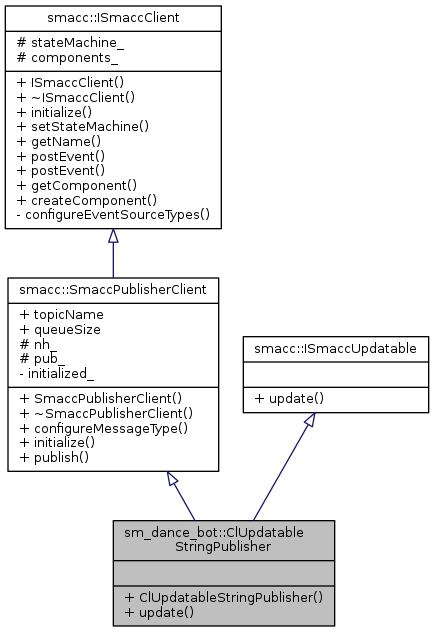 smacc::ISmaccClient
# stateMachine_
# components_
+ ISmaccClient()
+ ~ISmaccClient()
+ initialize()
+ setStateMachine()
+ getName()
+ postEvent()
+ postEvent()
+ getComponent()
+ createComponent()
- configureEventSourceTypes()
smacc::SmaccPublisherClient
+ topicName
+ queueSize
# nh_
# pub_
- initialized_
+ SmaccPublisherClient()
+ ~SmaccPublisherClient()
+ configureMessageType()
+ initialize()
+ publish()
smacc::ISmaccUpdatable
+ update()
sm_dance_bot::ClUpdatable
StringPublisher
+ ClUpdatableStringPublisher()
+ update()